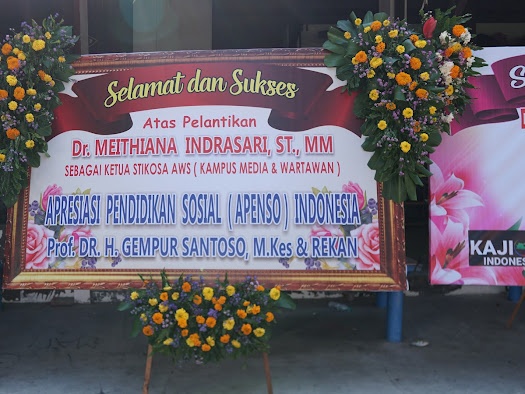 Selamat dan Sukses
Atas Pelantikan
Dr. MEITHIANA INDRASARI, ST., MM
SEBAGAI KETUA STIKOSA AWS ( KAMPUS MEDIA & WARTAWAN )
APRESIASI PENDIDIKAN SOSIAL (APENSO) INDONESIA
Prof. DR. H. GEMPUR SANTOSO, M.Kes & REKAN
KAJI
INDONES